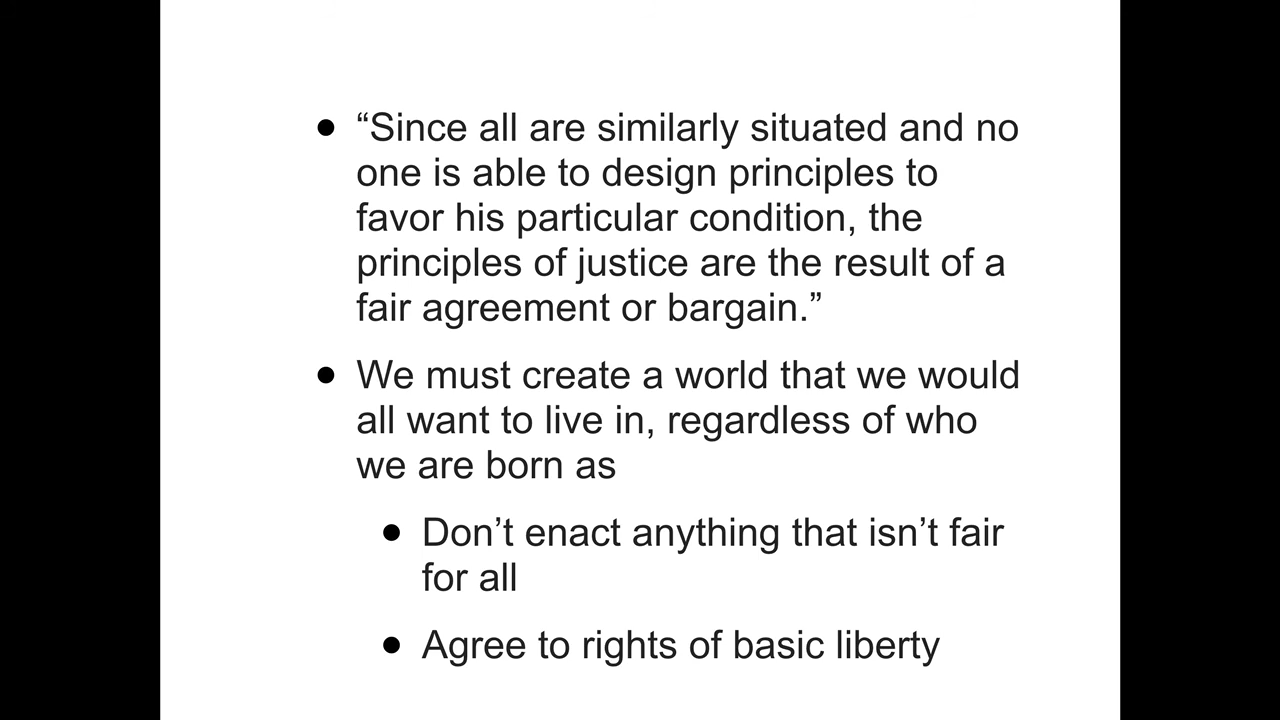 • “Since all are similarly situated and no
one is able to design principles to
favor his particular condition, the
principles of justice are the result of a
fair agreement or bargain.”
• We must create a world that we would
all want to live in, regardless of who
we are born as
• Don’t enact anything that isn’t fair
for all
• Agree to rights of basic liberty